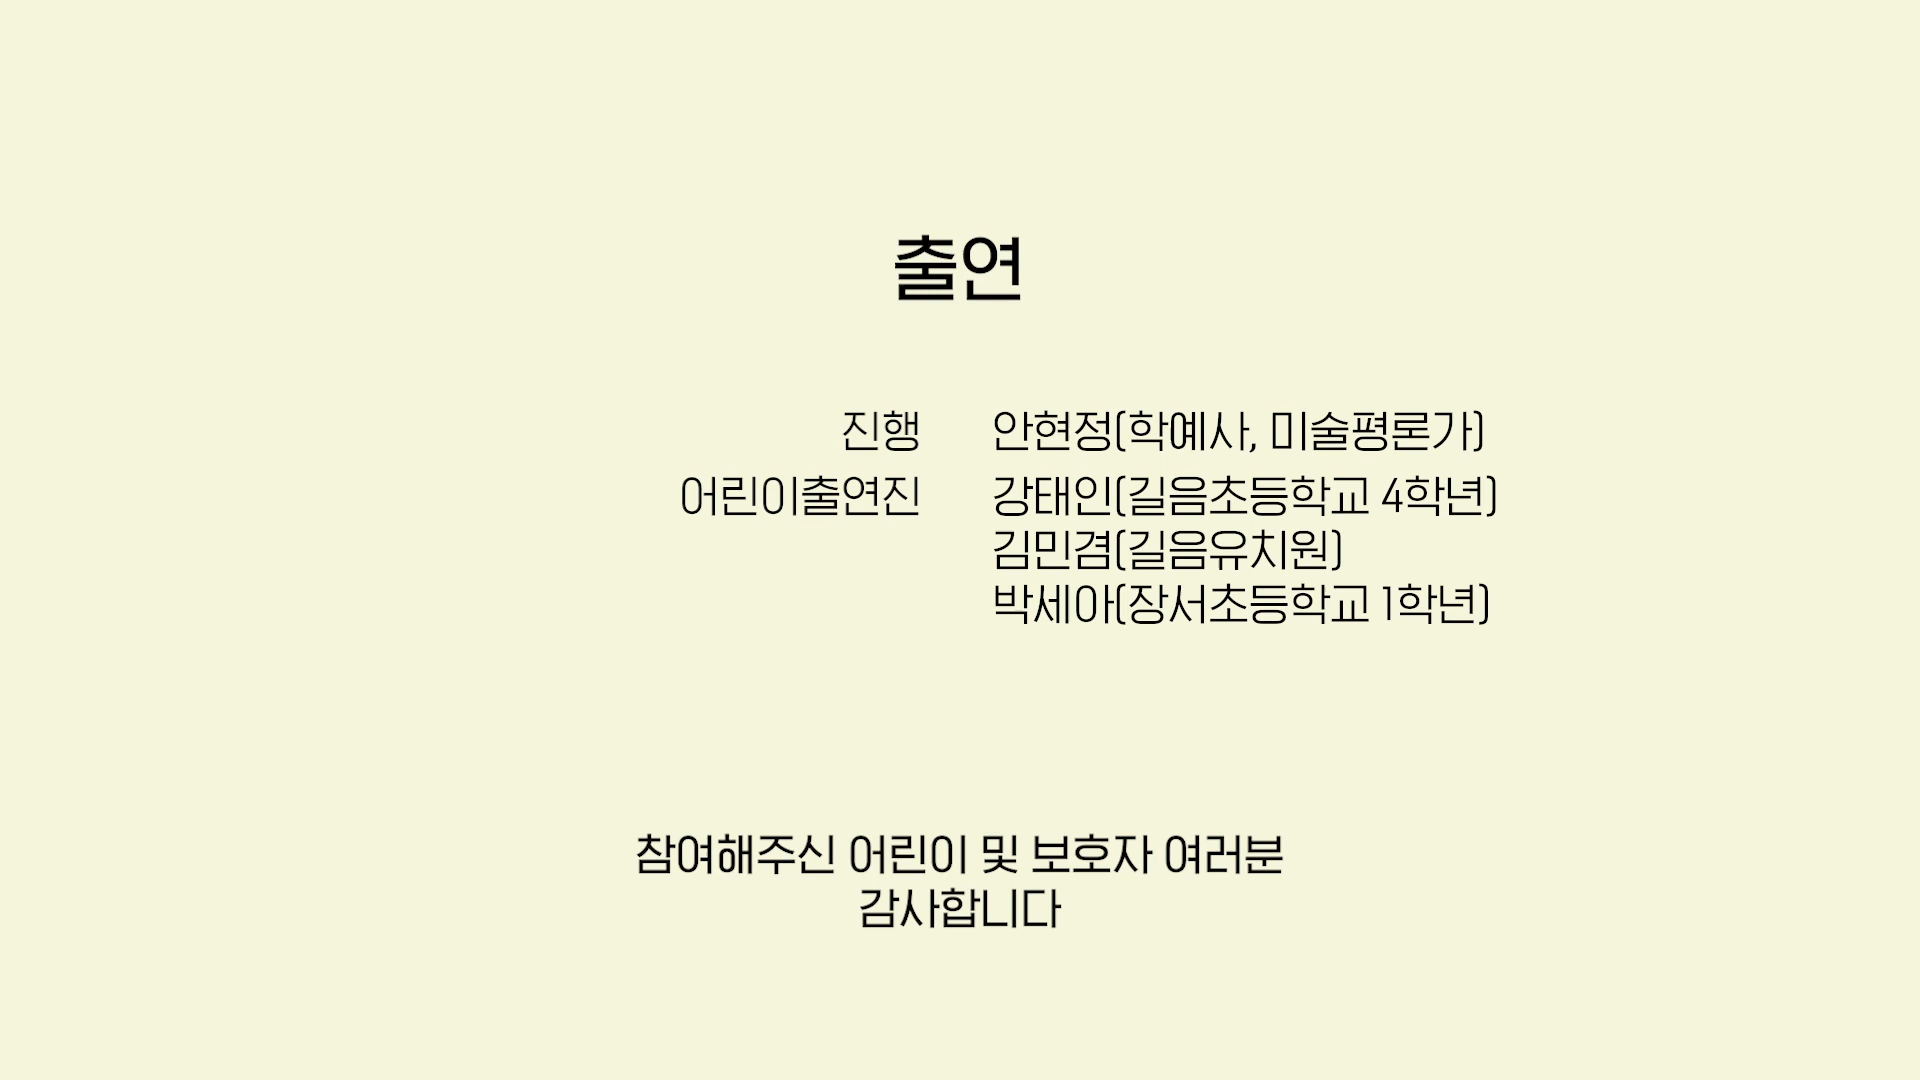 출연
진행 안현정(학예사, 미술평론가)
어린이출연진 강태인(길음초등학교 4학년)
김민겸(길음유치원)
박세아(장서초등학교 1학년)
참여해주신 어린이 및 보호자 여러분
감사합니다